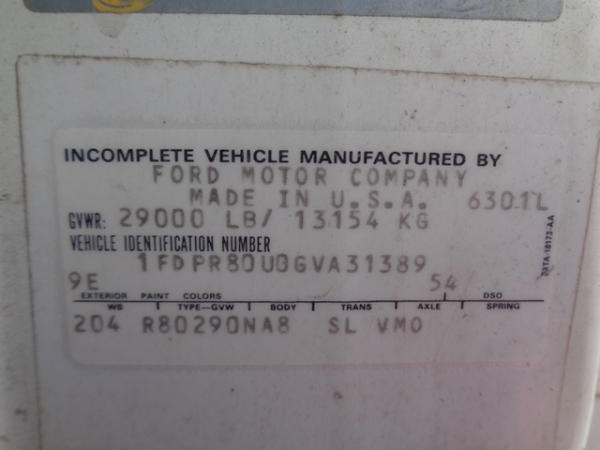 INCOMPLETE VEHICLE MANUFACTURED BY
FORD MOTOR COMPANY
MADE IN U.S.A. 6301L
GVWR: 29000 LB/ 13154 KG
VEHICLE IDENTIFICATION NUMBER
1FDPR80U0GVA31389
9E 54
EXTERIOR PAINT COLORS DSO
WB TYPE-GVW BODY TRANS AXLE SPRING
204 R80290NA8 SL VMO